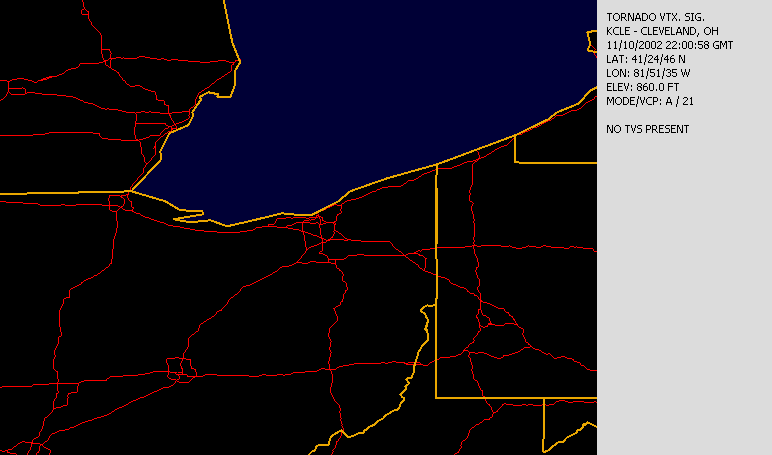 TORNADO VTX. SIG.
KCLE - CLEVELAND, OH
11/10/2002 22:00:58 GMT
LAT: 41/24/46 N
LON: 81/51/35 W
ELEV: 860.0 FT
MODE/VCP: A / 21
NO TVS PRESENT